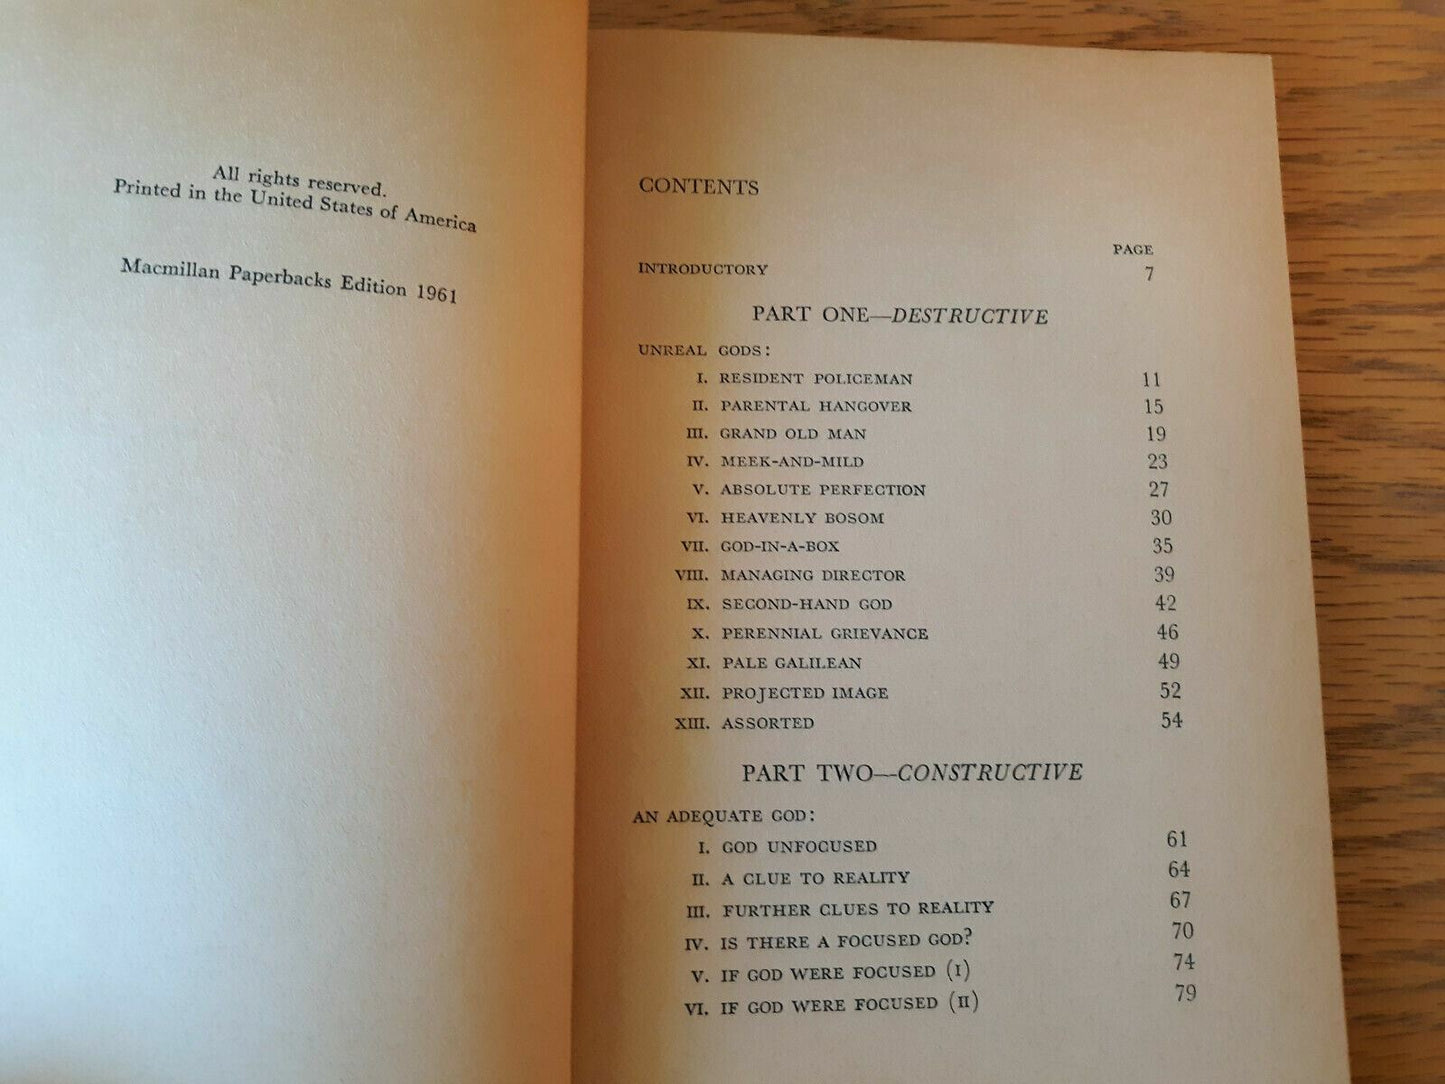 All rights reserved.
Printed in the United States of America
Macmillan Paperbacks Edition 1961
CONTENTS
PAGE
INTRODUCTORY 7
PART ONE—DESTRUCTIVE
UNREAL GODS:
I. RESIDENT POLICEMAN 11
II. PARENTAL HANGOVER 15
III. GRAND OLD MAN 19
IV. MEEK-AND-MILD 23
V. ABSOLUTE PERFECTION 27
VI. HEAVENLY BOSOM 30
VII. GOD-IN-A-BOX 35
VIII. MANAGING DIRECTOR 39
IX. SECOND-HAND GOD 42
X. PERENNIAL GRIEVANCE 46
XI. PALE GALILEAN 49
XII. PROJECTED IMAGE 52
XIII. ASSORTED 54
PART TWO—CONSTRUCTIVE
AN ADEQUATE GOD:
I. GOD UNFOCUSED 61
II. A CLUE TO REALITY 64
III. FURTHER CLUES TO REALITY 67
IV. IS THERE A FOCUSED GOD? 70
V. IF GOD WERE FOCUSED (I) 74
VI. IF GOD WERE FOCUSED (II) 79